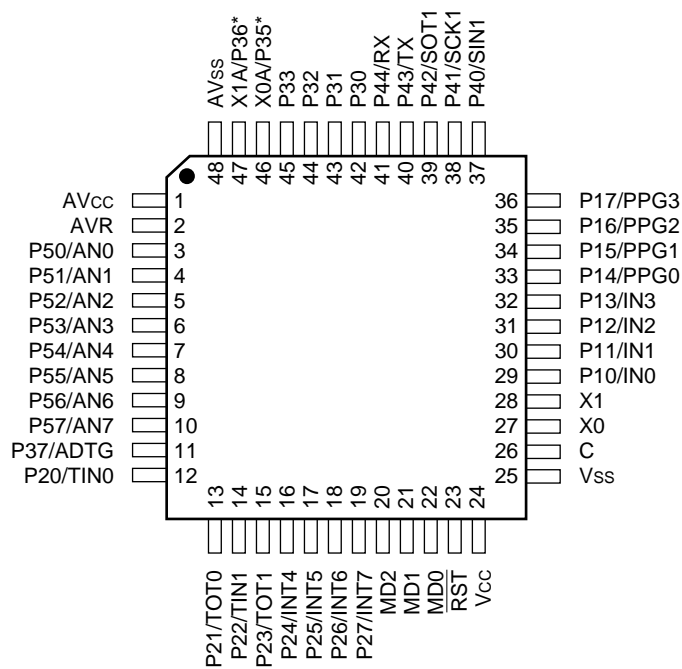 AVss
X1A/P36*
X0A/P35*
P33
P32
P31
P30
P44/RX
P43/TX
P42/SOT1
P41/SCK1
P40/SIN1
48
47
46
45
44
43
42
41
40
39
38
37
AVcc 1
AVR 2
P50/AN0 3
P51/AN1 4
P52/AN2 5
P53/AN3 6
P54/AN4 7
P55/AN5 8
P56/AN6 9
P57/AN7 10
P37/ADTG 11
P20/TIN0 12
36 P17/PPG3
35 P16/PPG2
34 P15/PPG1
33 P14/PPG0
32 P13/IN3
31 P12/IN2
30 P11/IN1
29 P10/IN0
28 X1
27 X0
26 C
25 Vss
13
14
15
16
17
18
19
20
21
22
23
24
P21/TOT0
P22/TIN1
P23/TOT1
P24/INT4
P25/INT5
P26/INT6
P27/INT7
MD2
MD1
MD0
RST
Vcc